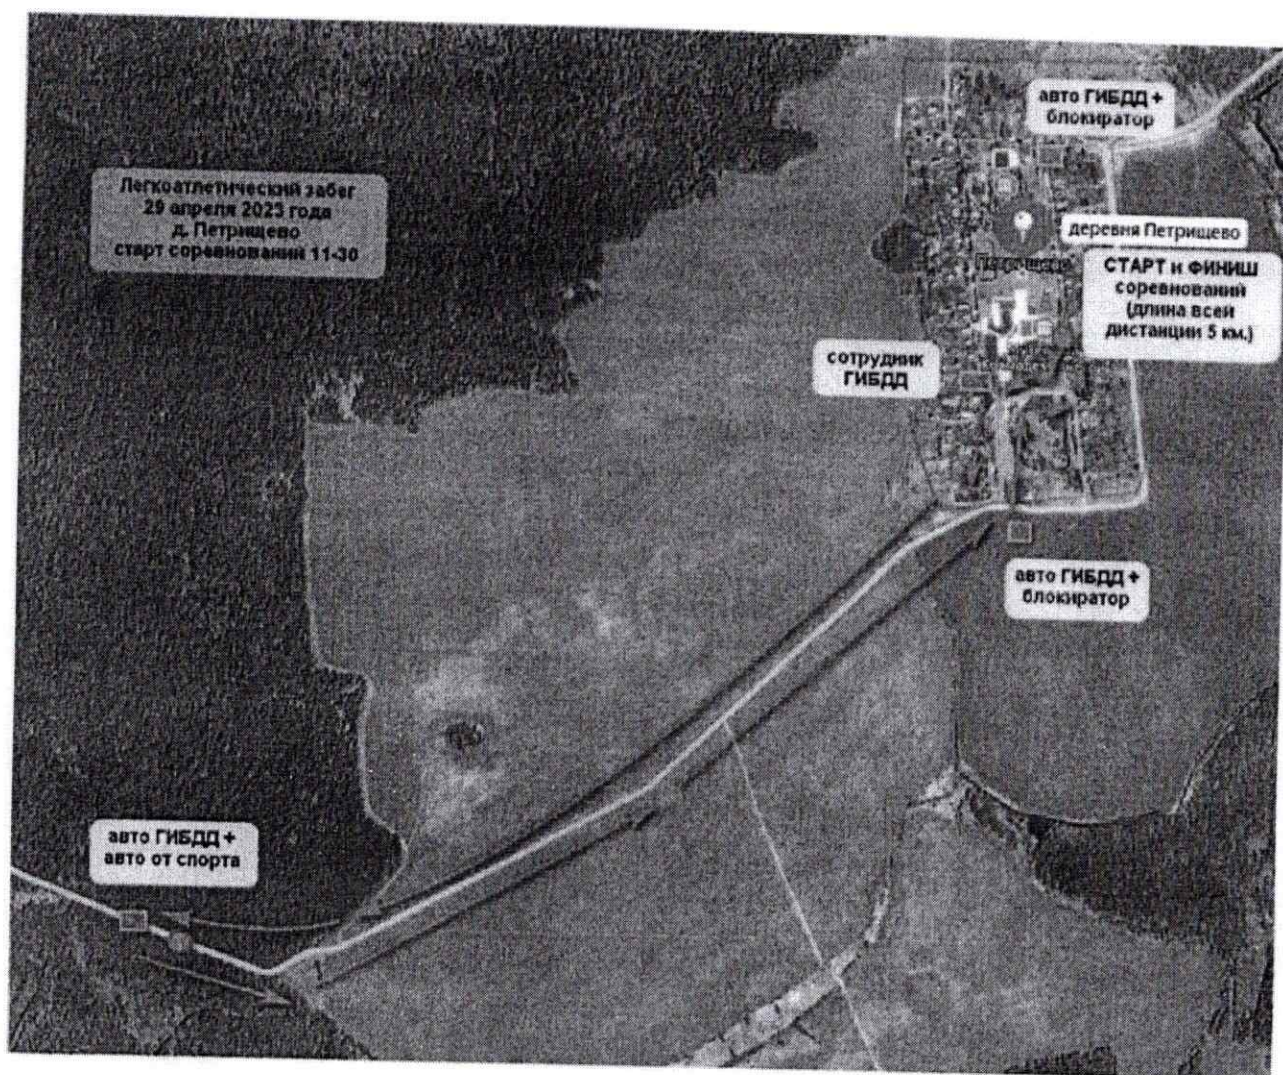 авто ГИБДД +
блокиратор
Легкоатлетический забег
29 апреля 2023 года
д. Петрищево
старт соревнований 11-30
деревня Петрищево
СТАРТ и ФИНИШ
соревнований
(длина всей
дистанции 5 км.)
сотрудник
ГИБДД
авто ГИБДД +
блокиратор
авто ГИБДД +
авто от спорта